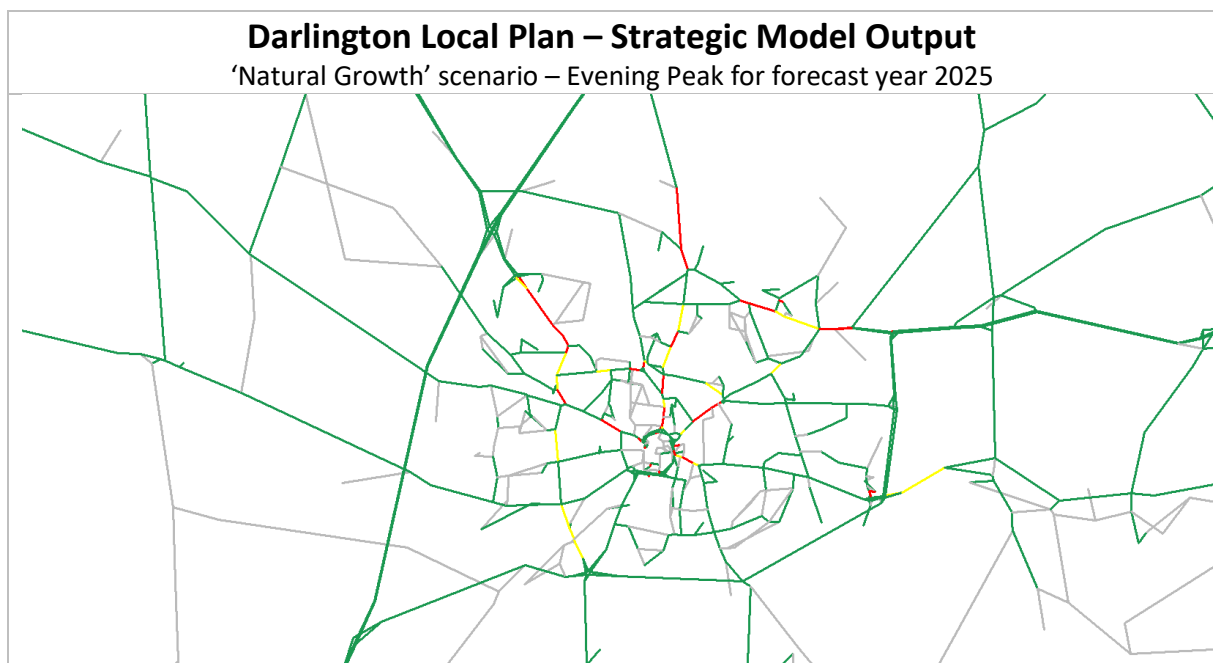 Darlington Local Plan – Strategic Model Output
‘Natural Growth’ scenario – Evening Peak for forecast year 2025